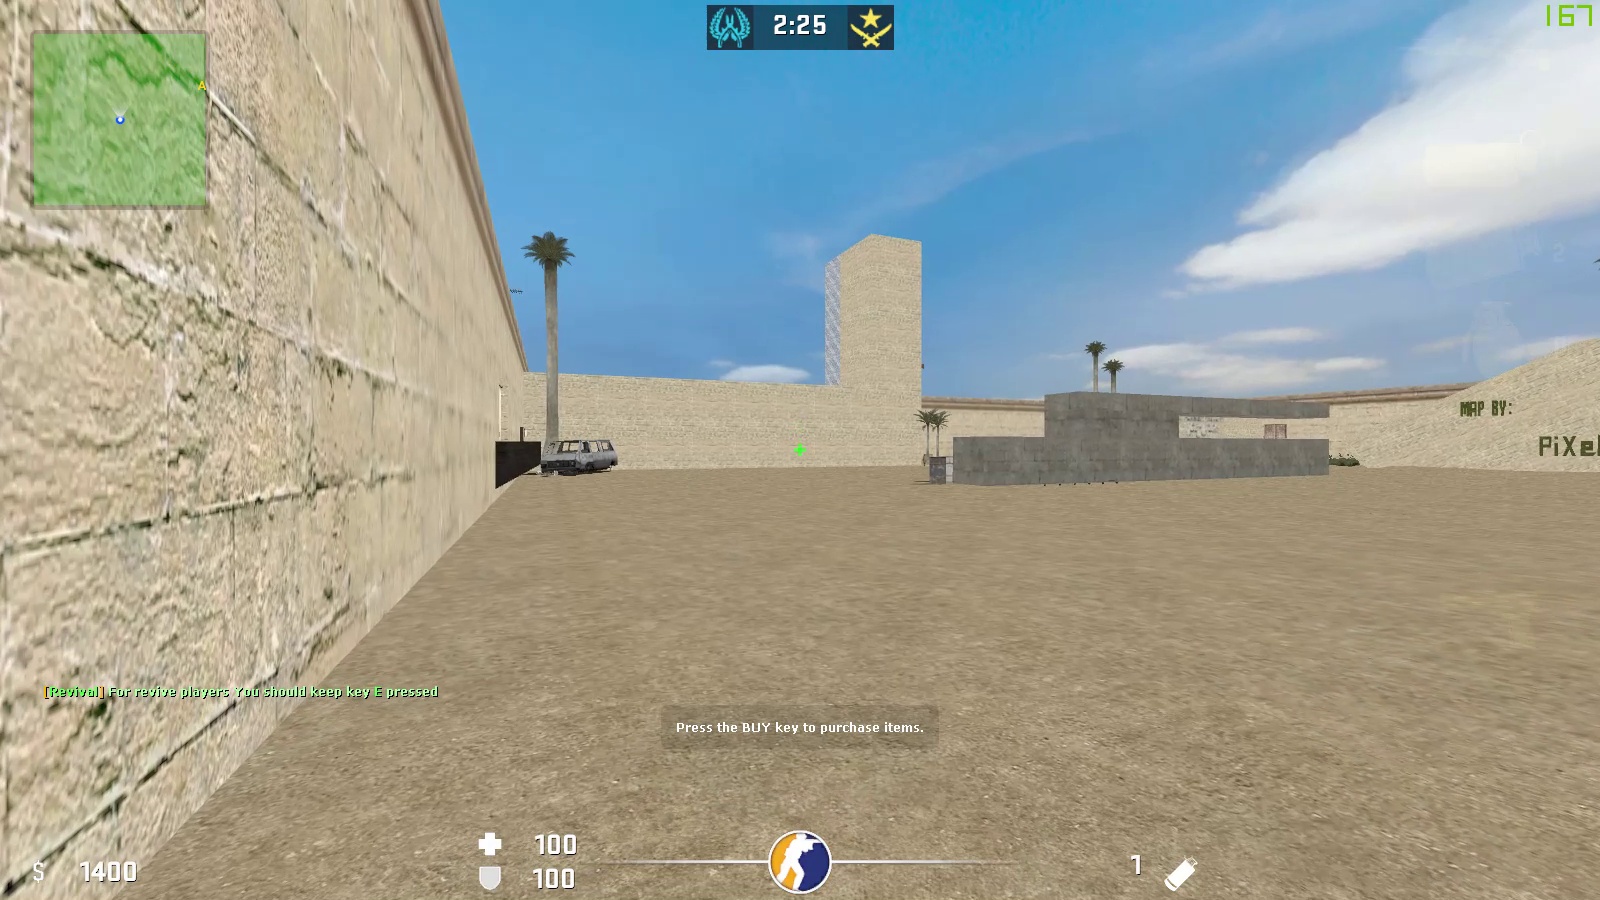 2:25
167
A
MAP BY:
[Revival] For revive players You should keep key E pressed
Press the BUY key to purchase items.
100
100
$ 1400
1